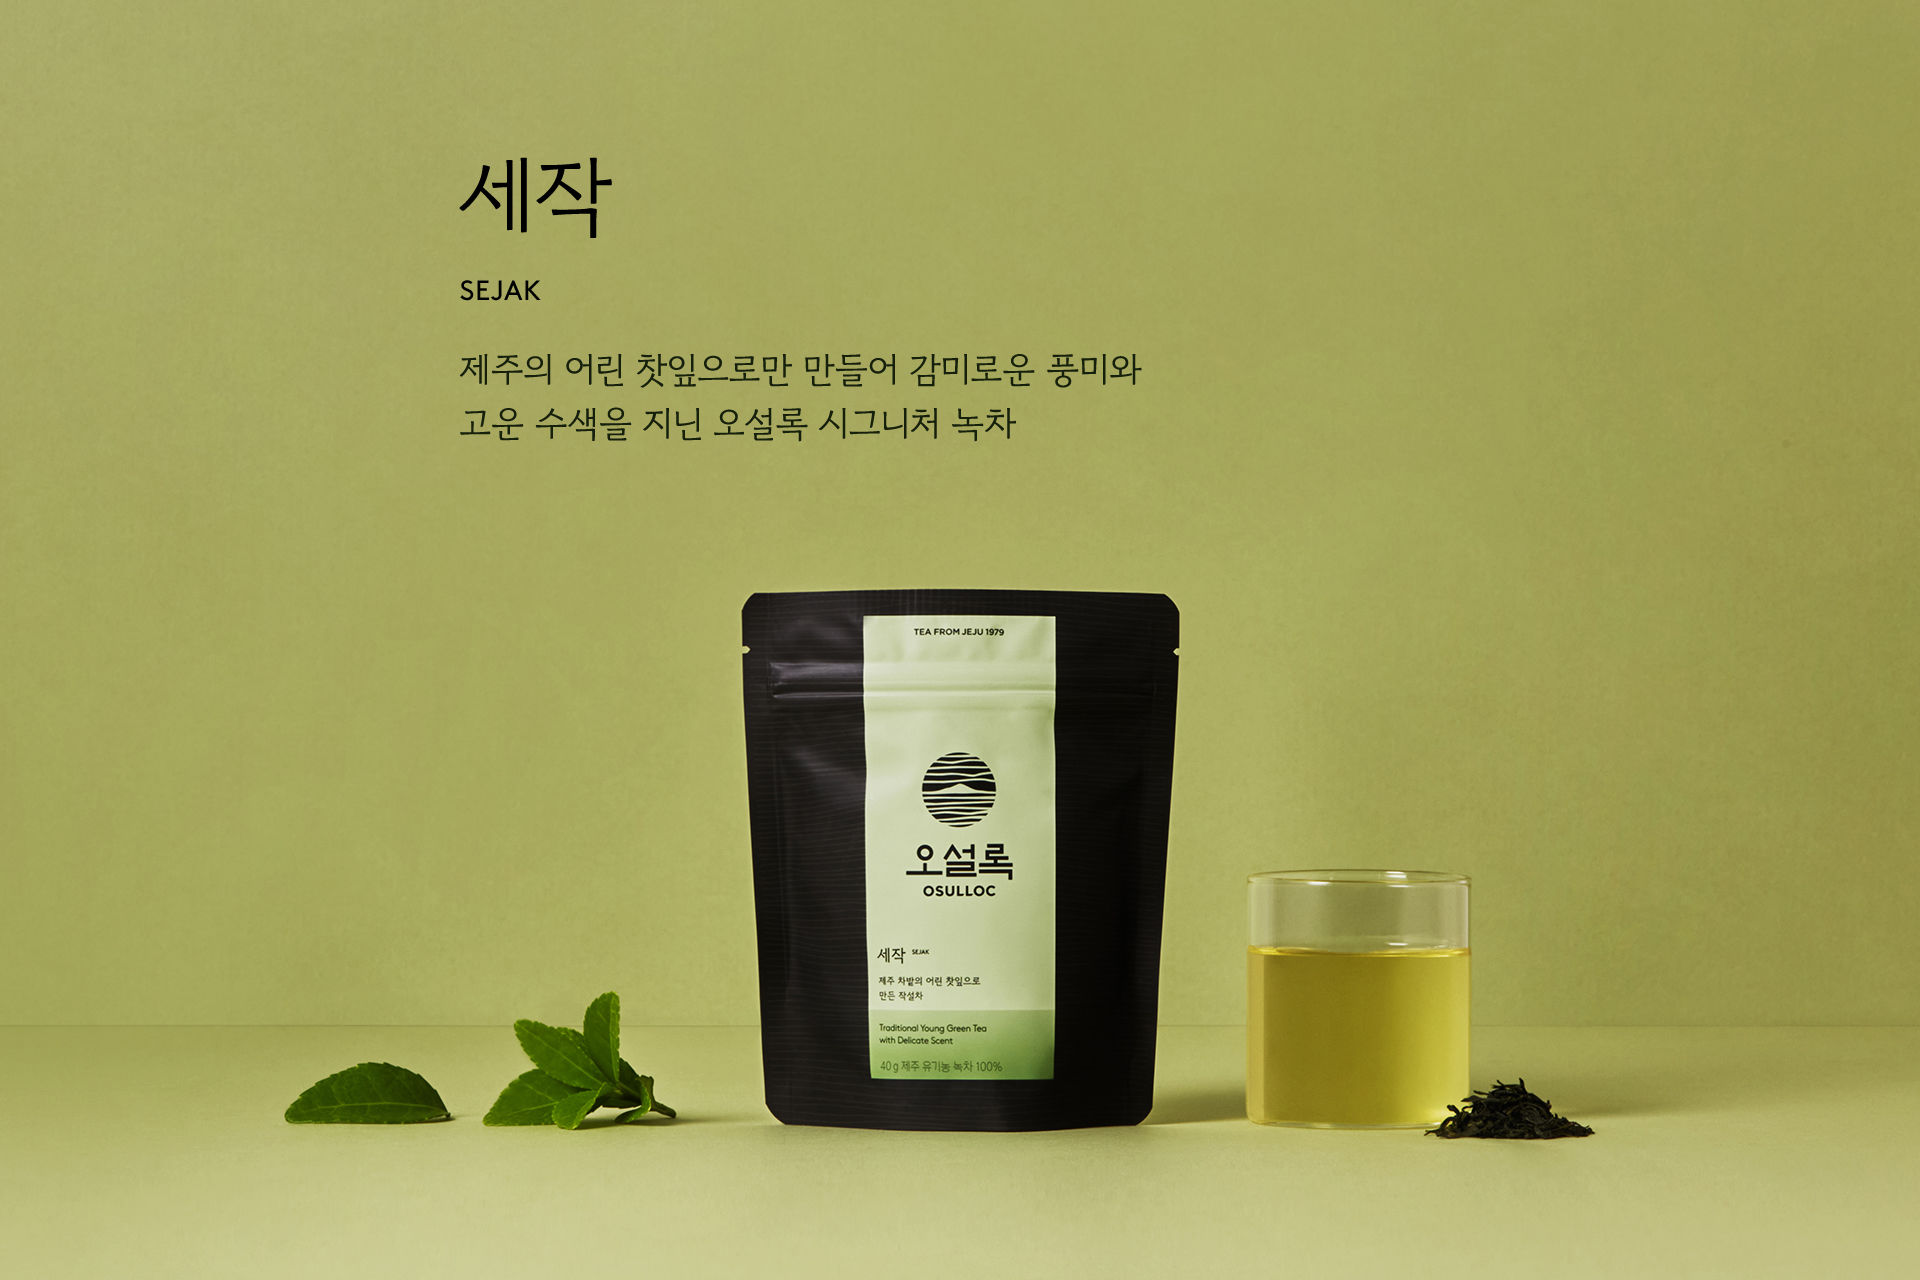 세작
SEJAK
제주의 어린 찻잎으로만 만들어 감미로운 풍미와
고운 수색을 지닌 오설록 시그니처 녹차
TEA FROM JEJU 1979
오설록
OSULLOC
세작 SEJAK
제주 차밭의 어린 찻잎으로
만든 작설차
Traditional Young Green Tea
with Delicate Scent
40g 제주 유기농 녹차 100%